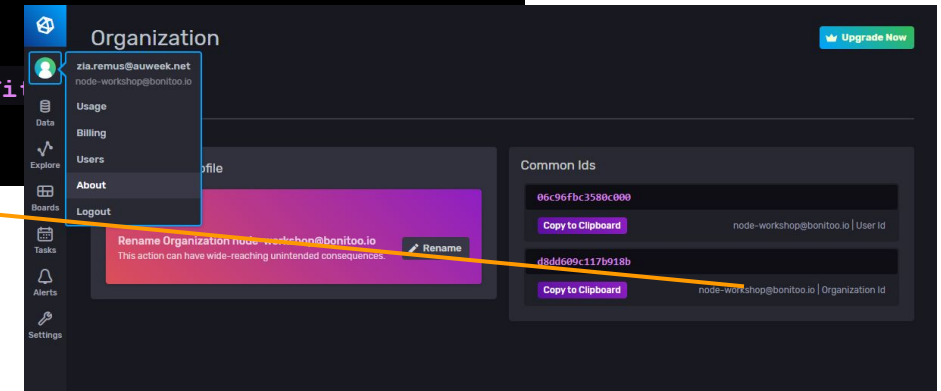 Organization
Upgrade Now
zia.remus@auweek.net
node-workshop@bonitoo.io
Usage
Billing
Users
About
Logout
Data
Explore
Boards
Tasks
Alerts
Settings
Rename Organization node-workshop@bonitoo.io
This action can have wide-reaching unintended consequences.
Rename
Common Ids
06c96fbc3580c000
Copy to Clipboard
node-workshop@bonitoo.io | User Id
d8dd609c117b918b
Copy to Clipboard
node-workshop@bonitoo.io | Organization Id